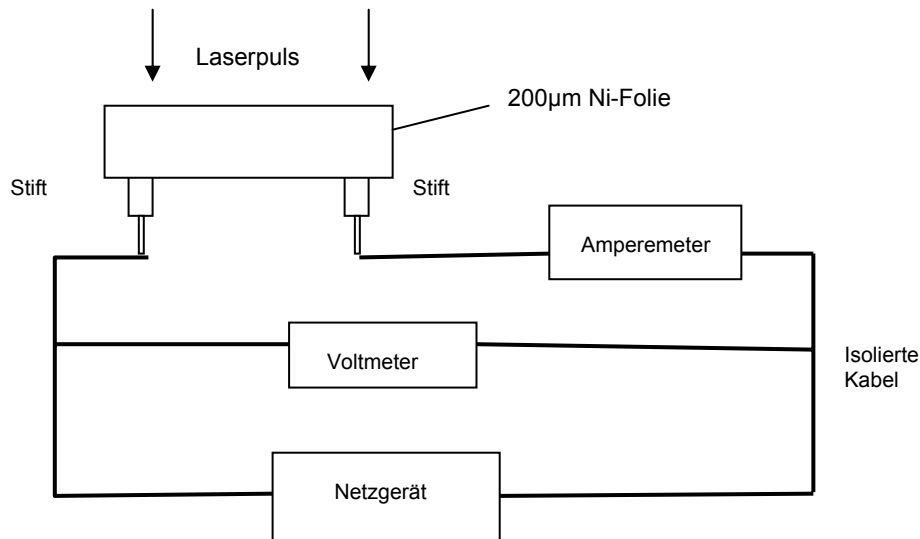 Laserpuls
200µm Ni-Folie
Stift
Stift
Amperemeter
Voltmeter
Isolierte
Kabel
Netzgerät